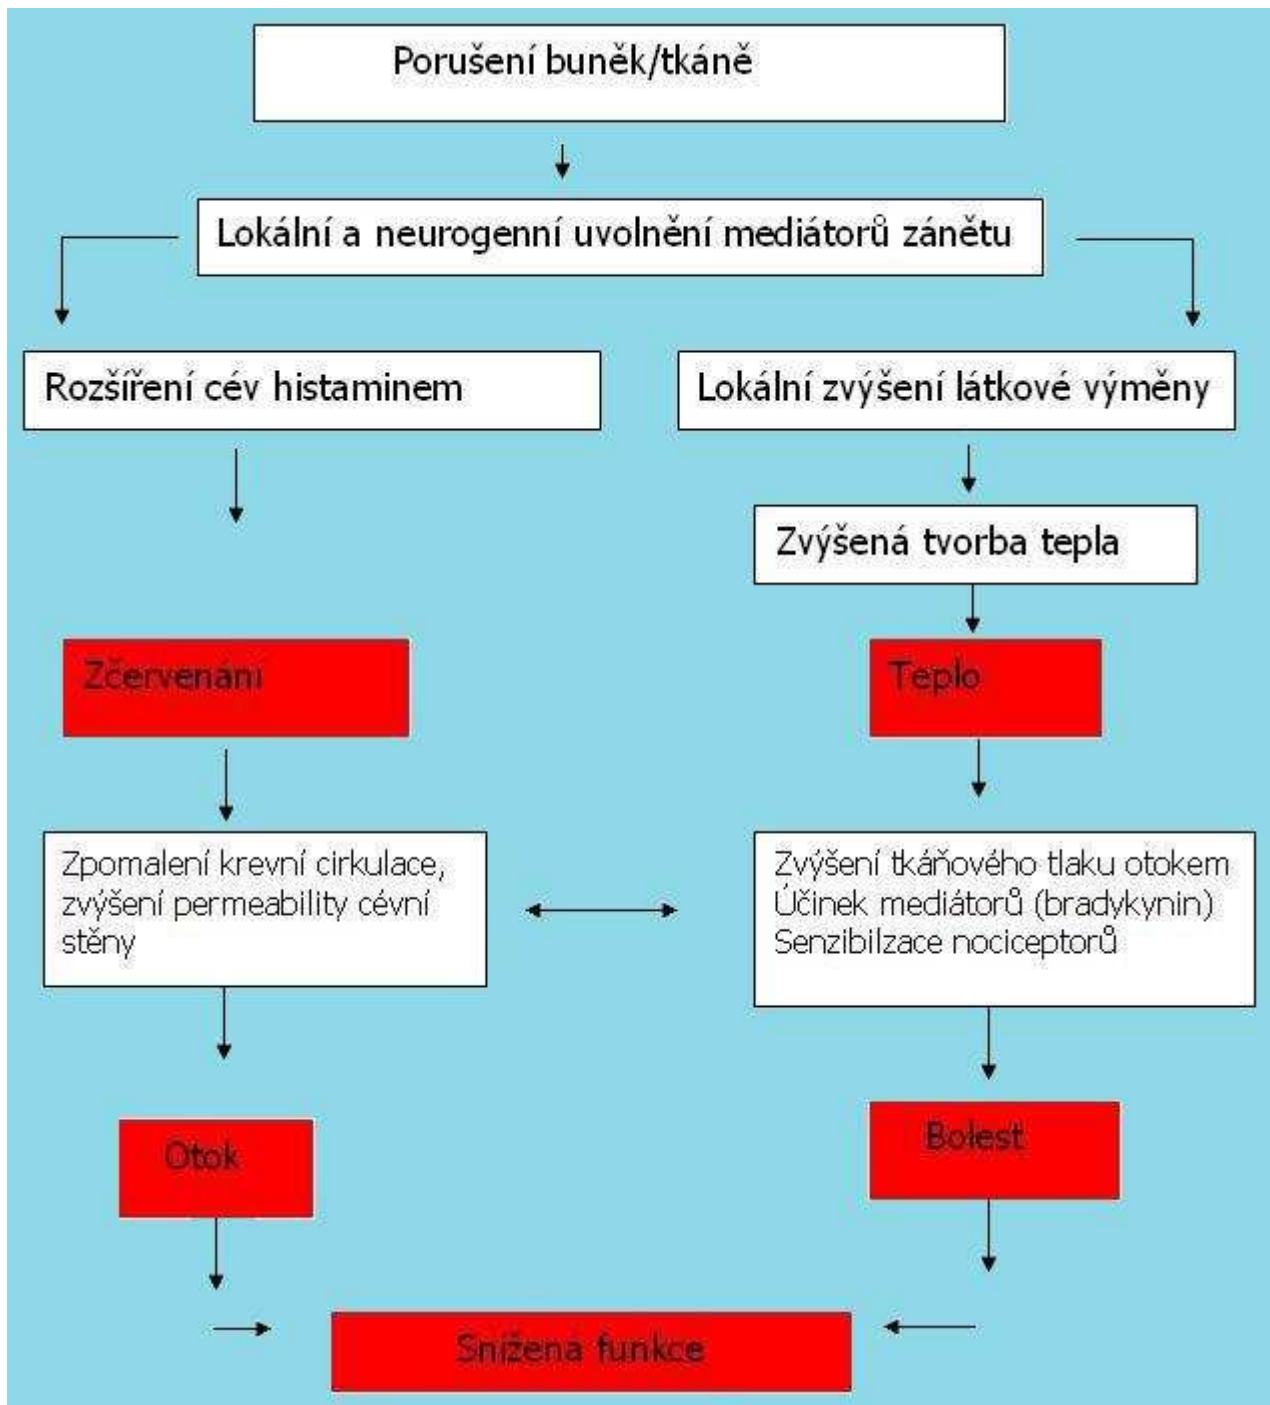 Porušení buněk/tkáně
Lokální a neurogenní uvolnění mediátorů zánětu
Rozšíření cév histaminem
Lokální zvýšení látkové výměny
Zvýšená tvorba tepla
Zčervenání
Teplo
Zpomalení krevní cirkulace,
zvýšení permeability cévní
stěny
Zvýšení tkáňového tlaku otokem
Účinek mediátorů (bradykynin)
Senzibilzace nociceptorů
Otok
Bolest
Snížená funkce